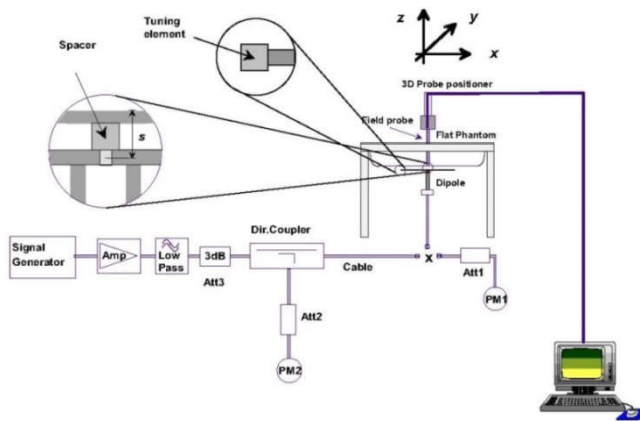 Tuning
element
Spacer
s
z
y
x
3D Probe positioner
Field probe
Flat Phantom
Dipole
Signal
Generator
Amp
Low
Pass
3dB
Att3
Dir.Coupler
Cable
x
Att1
PM1
Att2
PM2